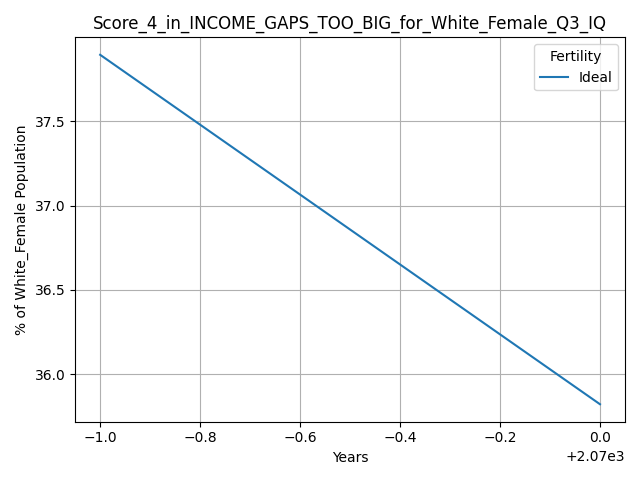 Score_4_in_INCOME_GAPS_TOO_BIG_for_White_Female_Q3_IQ
Fertility
Ideal
% of White_Female Population
37.5
37.0
36.5
36.0
−1.0
−0.8
−0.6
−0.4
−0.2
0.0
Years
+2.07e3